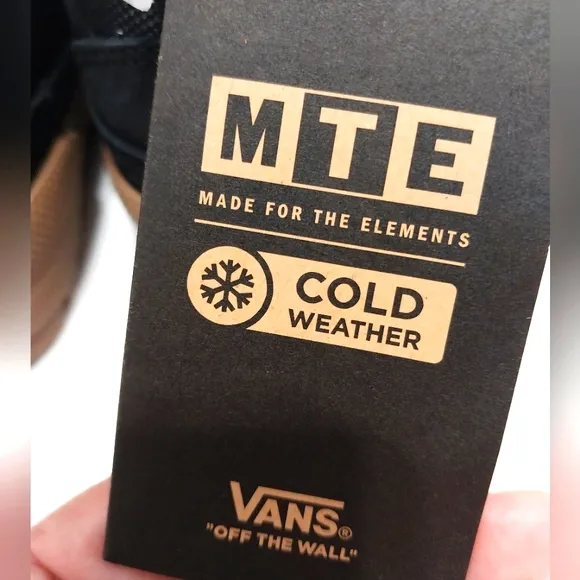 MTE
MADE FOR THE ELEMENTS
COLD
WEATHER
VANS®
"OFF THE WALL"